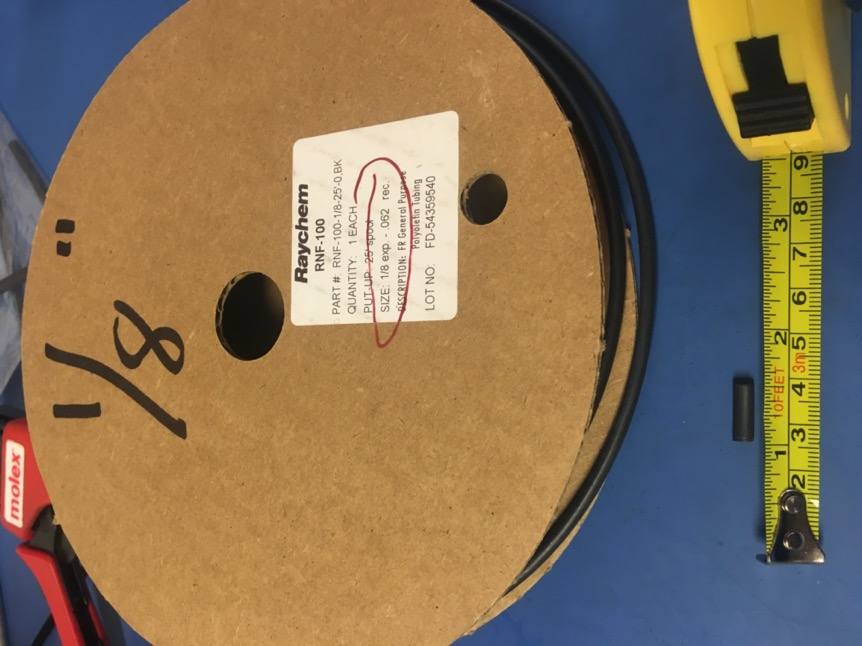 1/8"
Raychem
RNF-100
PART #: RNF-100-1/8-25'-0,BK
QUANTITY: 1 EACH
PUT-UP: 25' spool
SIZE: 1/8 exp. - .062 rec.
DESCRIPTION: FR General Purpose
Polyolefin Tubing
LOT NO: FD-54359540
molex
1 2 3
10FEET 3m
2 3 4 5 6 7 8 9